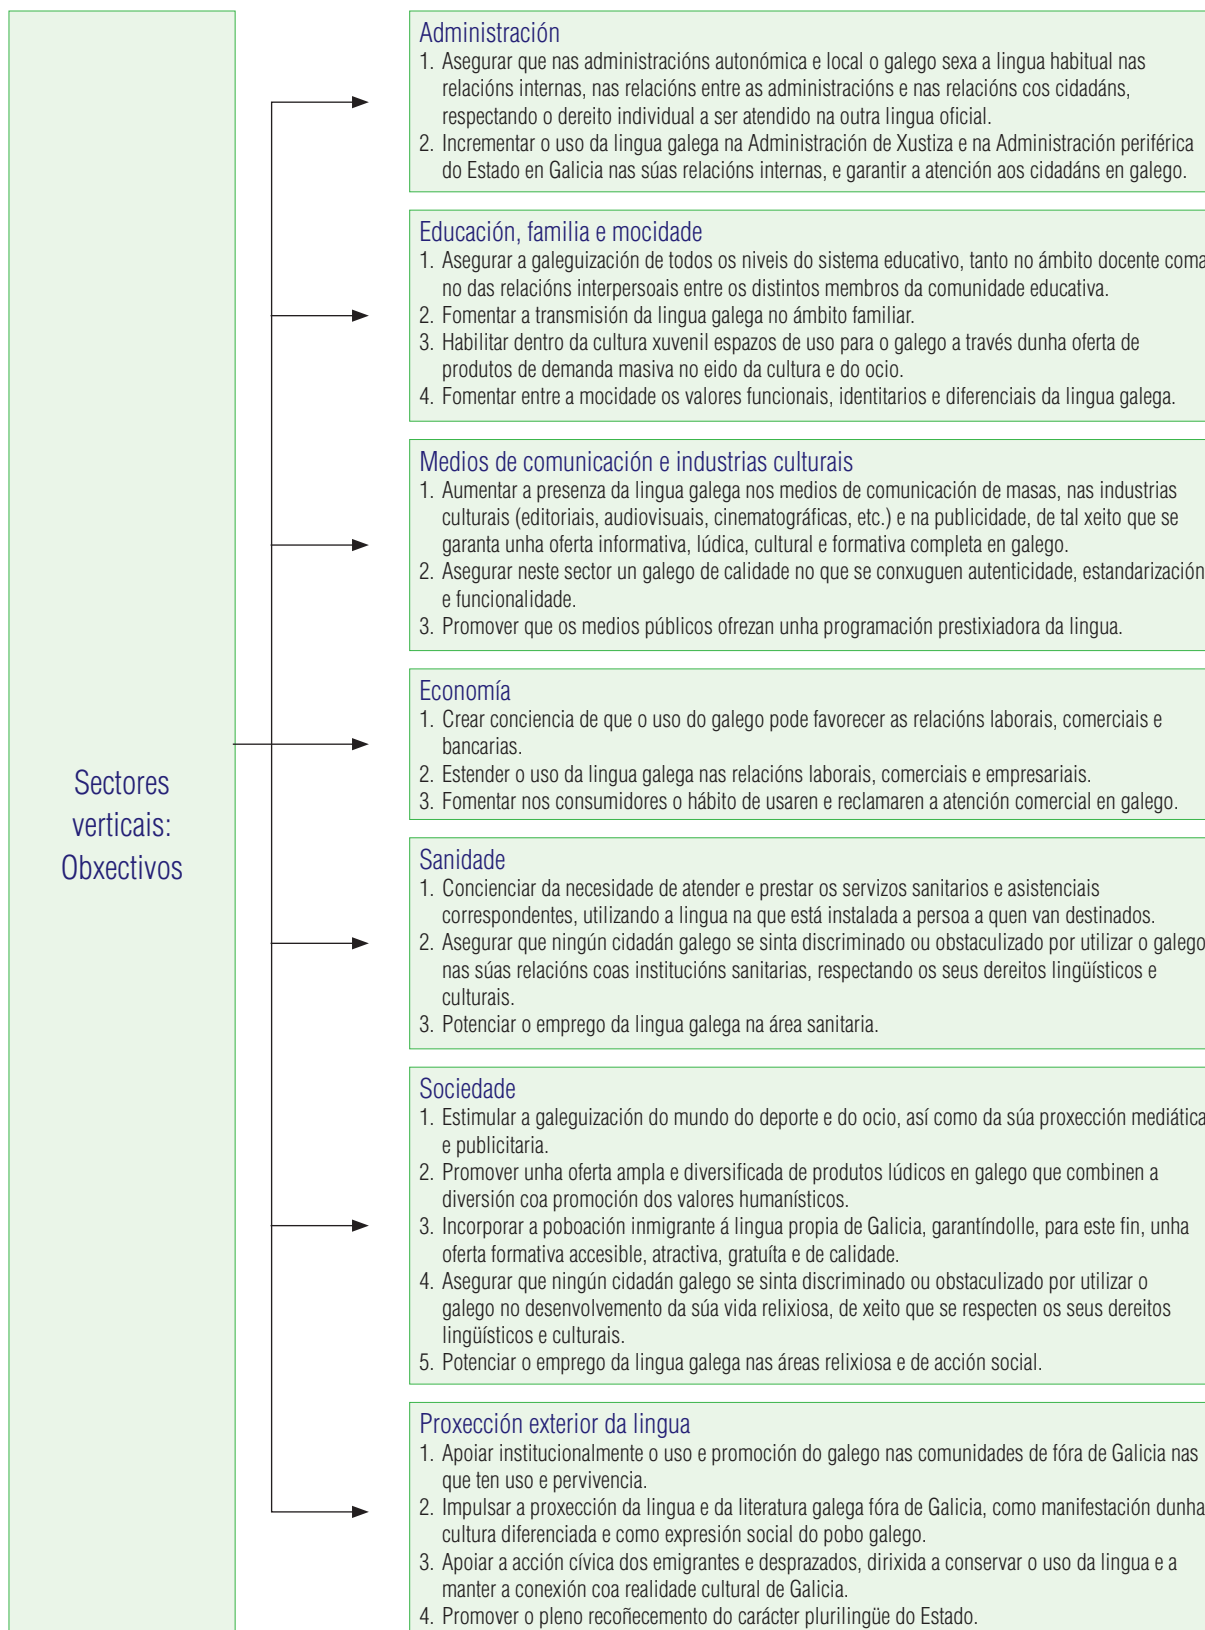 Sectores
verticais:
Obxectivos
Administración
1. Asegurar que nas administracións autonómica e local o galego sexa a lingua habitual nas
relacións internas, nas relacións entre as administracións e nas relacións cos cidadáns,
respectando o dereito individual a ser atendido na outra lingua oficial.
2. Incrementar o uso da lingua galega na Administración de Xustiza e na Administración periférica
do Estado en Galicia nas súas relacións internas, e garantir a atención aos cidadáns en galego.
Educación, familia e mocidade
1. Asegurar a galeguización de todos os niveis do sistema educativo, tanto no ámbito docente coma
no das relacións interpersoais entre os distintos membros da comunidade educativa.
2. Fomentar a transmisión da lingua galega no ámbito familiar.
3. Habilitar dentro da cultura xuvenil espazos de uso para o galego a través dunha oferta de
produtos de demanda masiva no eido da cultura e do ocio.
4. Fomentar entre a mocidade os valores funcionais, identitarios e diferenciais da lingua galega.
Medios de comunicación e industrias culturais
1. Aumentar a presenza da lingua galega nos medios de comunicación de masas, nas industrias
culturais (editoriais, audiovisuais, cinematográficas, etc.) e na publicidade, de tal xeito que se
garanta unha oferta informativa, lúdica, cultural e formativa completa en galego.
2. Asegurar neste sector un galego de calidade no que se conxuguen autenticidade, estandarización
e funcionalidade.
3. Promover que os medios públicos ofrezan unha programación prestixiadora da lingua.
Economía
1. Crear conciencia de que o uso do galego pode favorecer as relacións laborais, comerciais e
bancarias.
2. Estender o uso da lingua galega nas relacións laborais, comerciais e empresariais.
3. Fomentar nos consumidores o hábito de usaren e reclamaren a atención comercial en galego.
Sanidade
1. Concienciar da necesidade de atender e prestar os servizos sanitarios e asistenciais
correspondentes, utilizando a lingua na que está instalada a persoa a quen van destinados.
2. Asegurar que ningún cidadán galego se sinta discriminado ou obstaculizado por utilizar o galego
nas súas relacións coas institucións sanitarias, respectando os seus dereitos lingüísticos e
culturais.
3. Potenciar o emprego da lingua galega na área sanitaria.
Sociedade
1. Estimular a galeguización do mundo do deporte e do ocio, así como da súa proxección mediática
e publicitaria.
2. Promover unha oferta ampla e diversificada de produtos lúdicos en galego que combinen a
diversión coa promoción dos valores humanísticos.
3. Incorporar a poboación inmigrante á lingua propia de Galicia, garantíndolle, para este fin, unha
oferta formativa accesible, atractiva, gratuíta e de calidade.
4. Asegurar que ningún cidadán galego se sinta discriminado ou obstaculizado por utilizar o
galego no desenvolvemento da súa vida relixiosa, de xeito que se respecten os seus dereitos
lingüísticos e culturais.
5. Potenciar o emprego da lingua galega nas áreas relixiosa e de acción social.
Proxección exterior da lingua
1. Apoiar institucionalmente o uso e promoción do galego nas comunidades de fóra de Galicia nas
que ten uso e pervivencia.
2. Impulsar a proxección da lingua e da literatura galega fóra de Galicia, como manifestación dunha
cultura diferenciada e como expresión social do pobo galego.
3. Apoiar a acción cívica dos emigrantes e desprazados, dirixida a conservar o uso da lingua e a
manter a conexión coa realidade cultural de Galicia.
4. Promover o pleno recoñecemento do carácter plurilingüe do Estado.